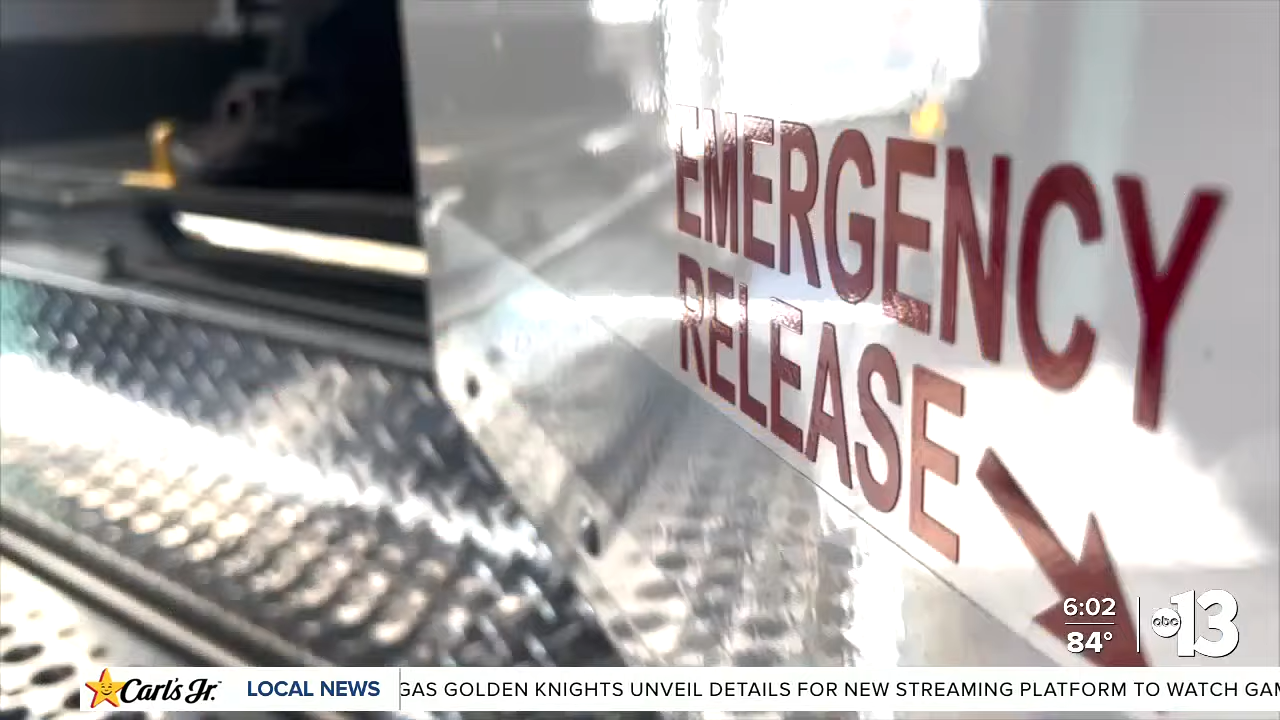 EMERGENCY
RELEASE
6:02
84°
abc 13
Carl's Jr.
LOCAL NEWS
GAS GOLDEN KNIGHTS UNVEIL DETAILS FOR NEW STREAMING PLATFORM TO WATCH